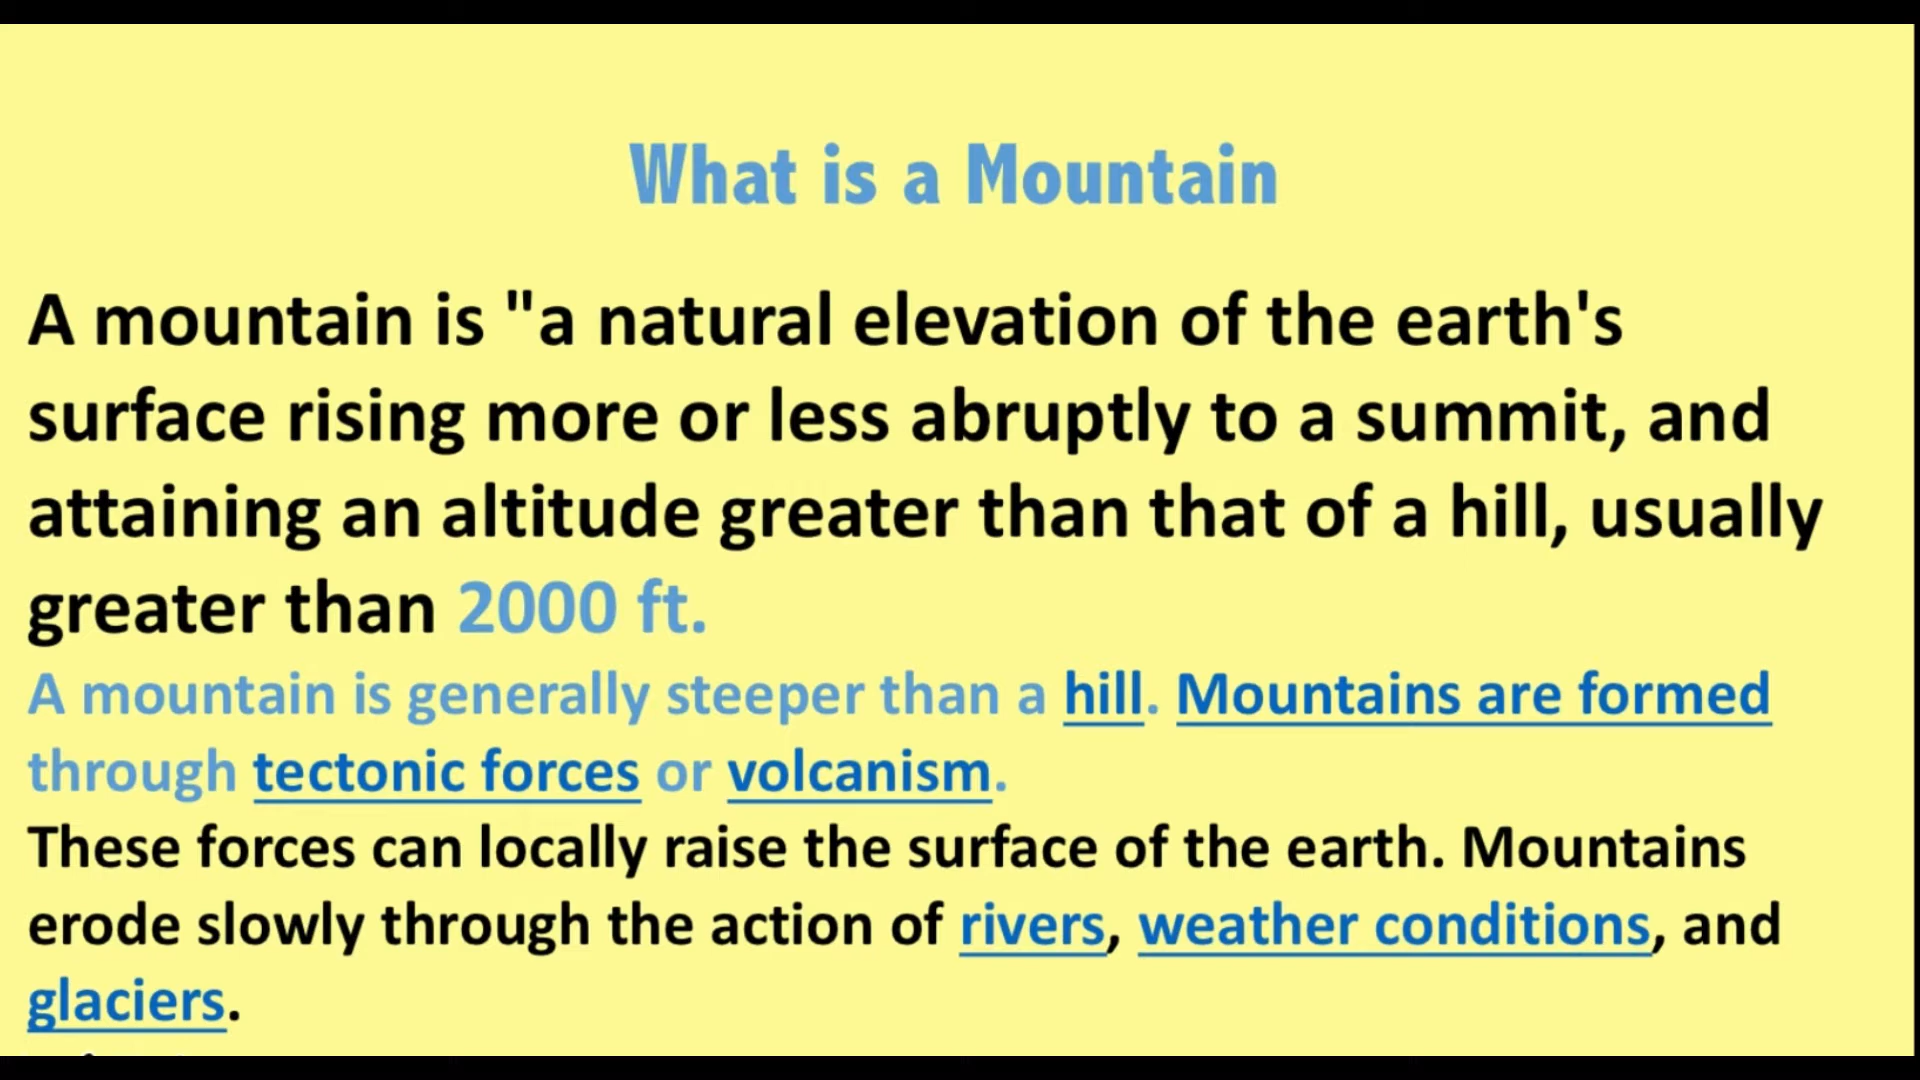 What is a Mountain
A mountain is "a natural elevation of the earth's
surface rising more or less abruptly to a summit, and
attaining an altitude greater than that of a hill, usually
greater than 2000 ft.
A mountain is generally steeper than a hill. Mountains are formed
through tectonic forces or volcanism.
These forces can locally raise the surface of the earth. Mountains
erode slowly through the action of rivers, weather conditions, and
glaciers.